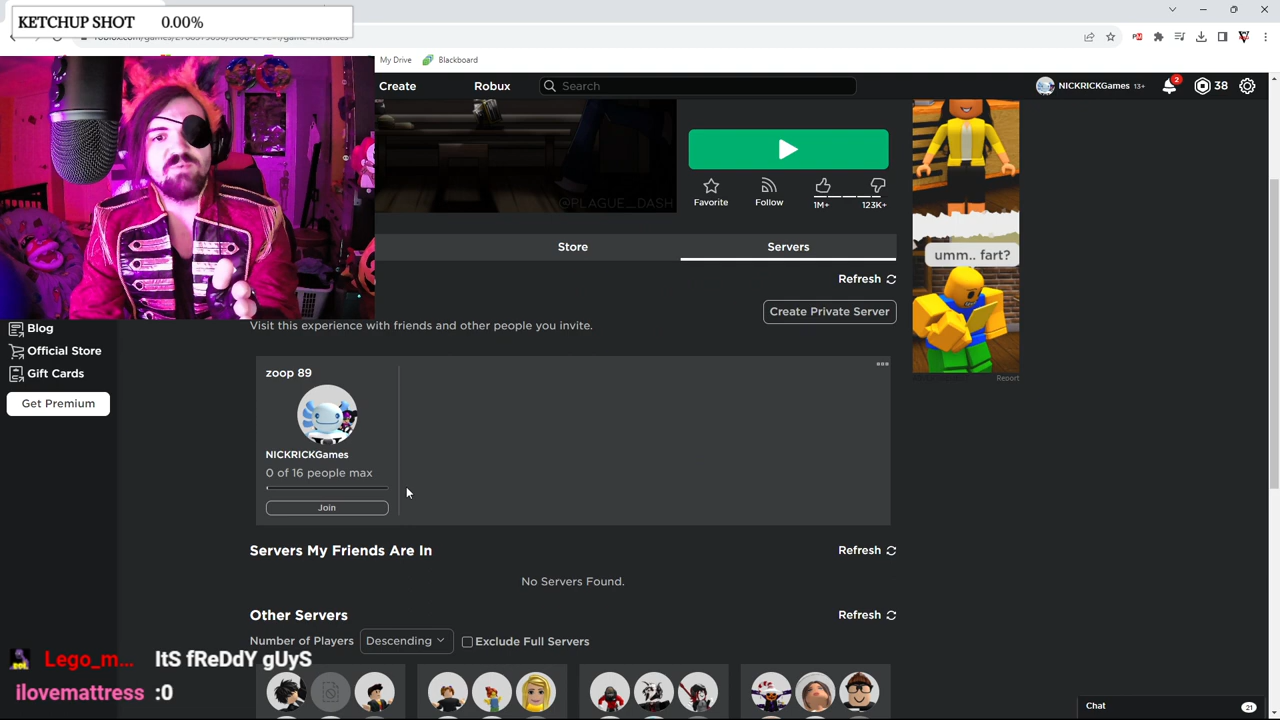 KETCHUP SHOT 0.00%
My Drive
Blackboard
Create
Robux
Search
NICKRICKGames 13+
2
38
@PLAGUE_DASH
Favorite
Follow
1M+
123K+
umm.. fart?
Report
Store
Servers
Refresh
Create Private Server
Visit this experience with friends and other people you invite.
Blog
Official Store
Gift Cards
Get Premium
zoop 89
NICKRICKGames
0 of 16 people max
Join
Servers My Friends Are In
Refresh
No Servers Found.
Other Servers
Refresh
Number of Players
Descending
Exclude Full Servers
Lego_m... ItS fReDdY gUyS
ilovemattress :0
Chat
21